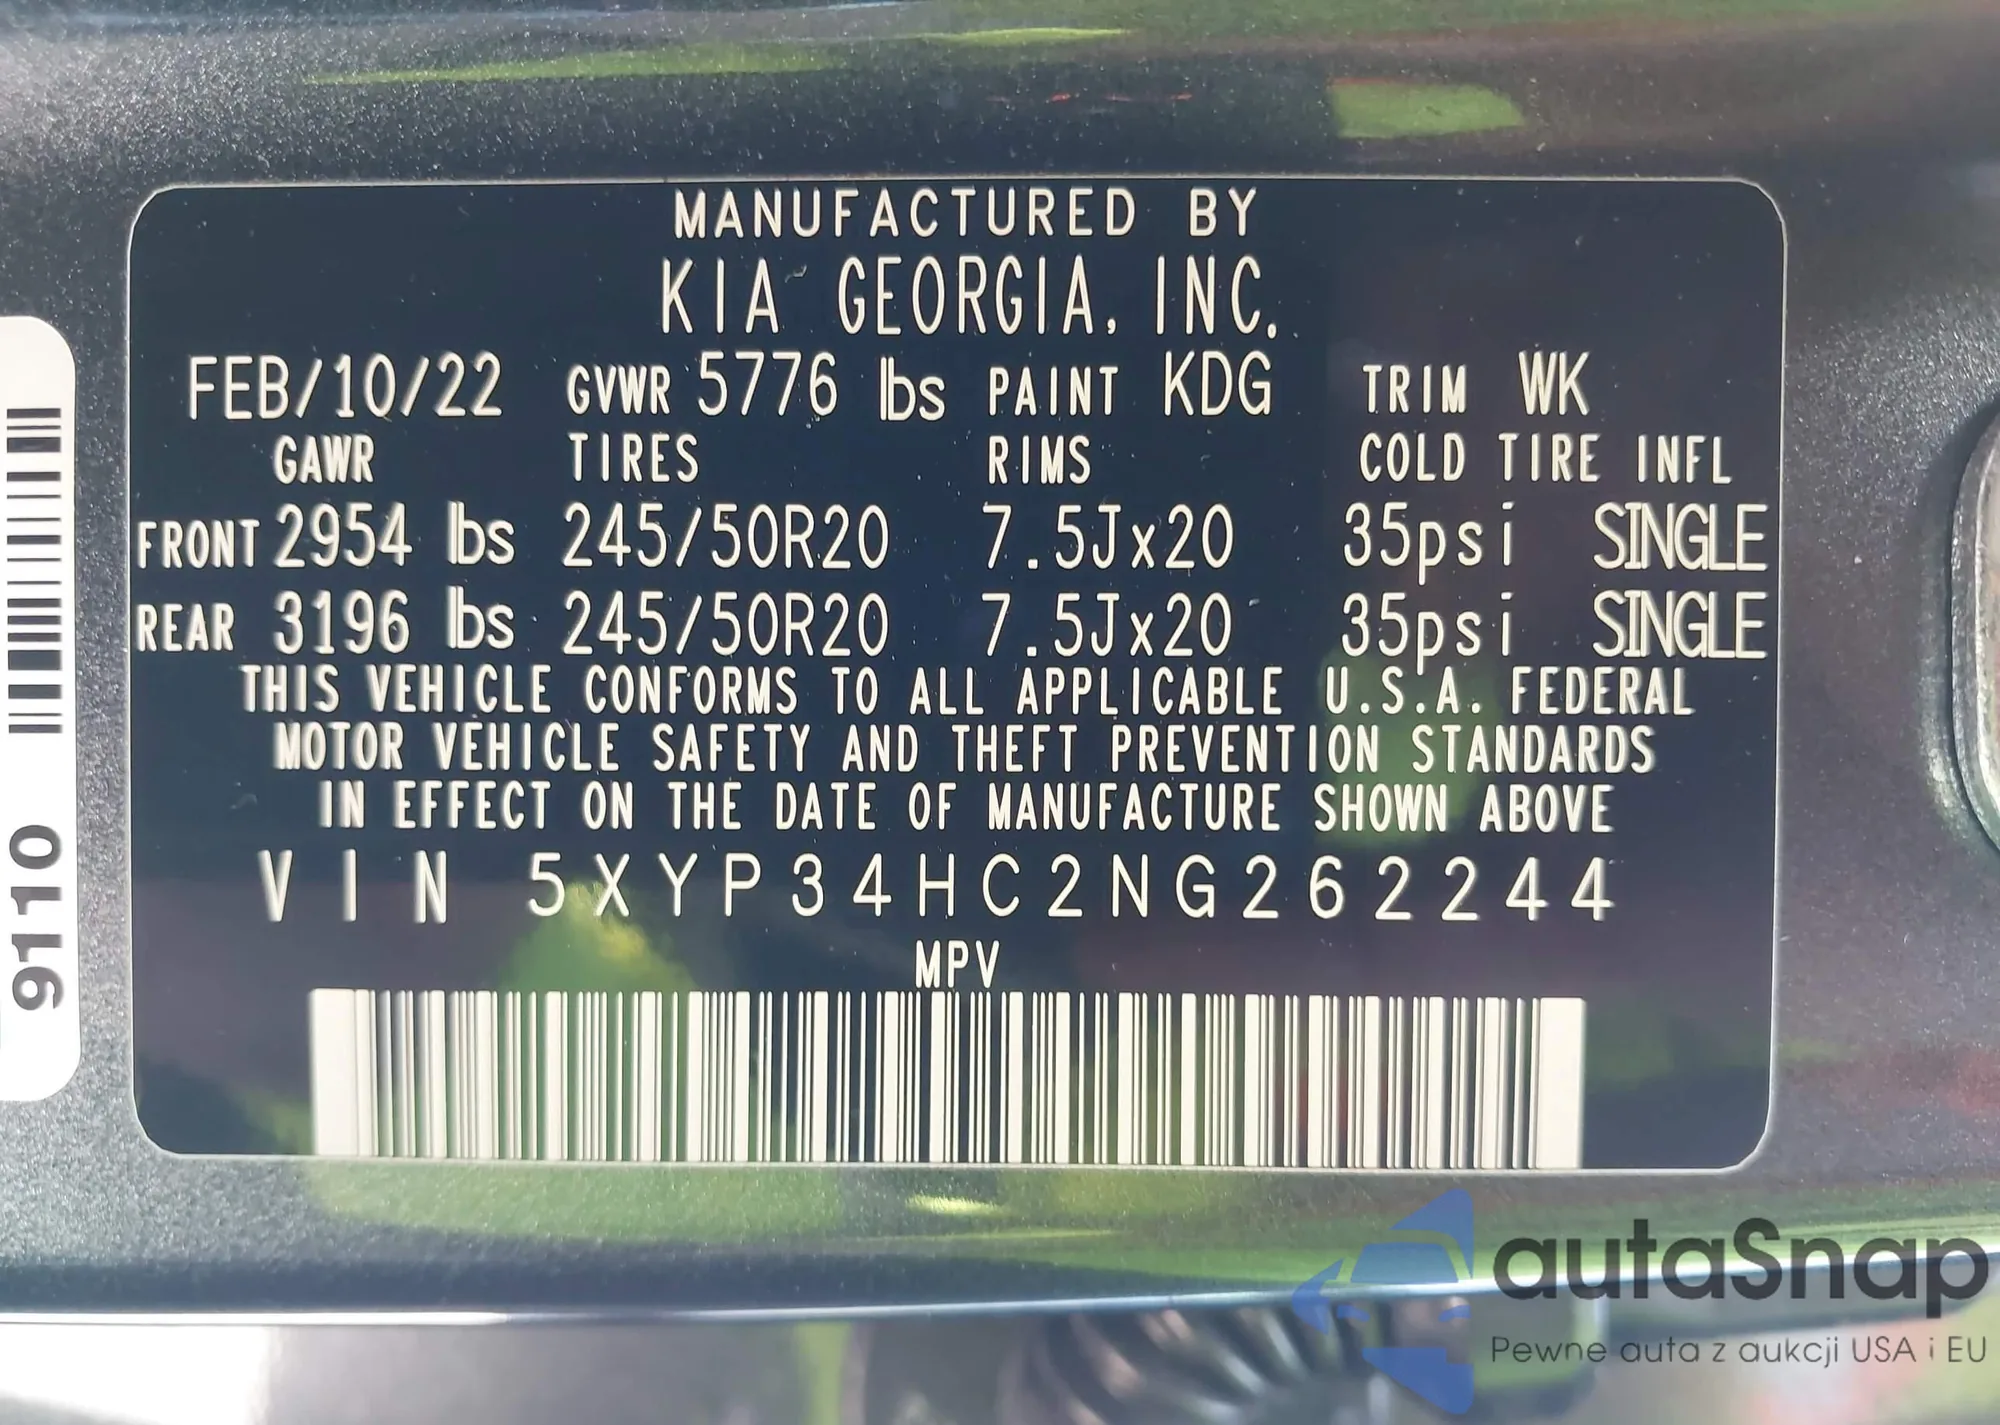 MANUFACTURED BY
KIA GEORGIA, INC.
FEB/10/22 GVWR 5776 lbs PAINT KDG TRIM WK
GAWR TIRES RIMS COLD TIRE INFL
FRONT 2954 lbs 245/50R20 7.5Jx20 35psi SINGLE
REAR 3196 lbs 245/50R20 7.5Jx20 35psi SINGLE
THIS VEHICLE CONFORMS TO ALL APPLICABLE U.S.A. FEDERAL
MOTOR VEHICLE SAFETY AND THEFT PREVENTION STANDARDS
IN EFFECT ON THE DATE OF MANUFACTURE SHOWN ABOVE
VIN 5XYP34HC2NG262244
MPV
9110
autaSnap
Pewne auta z aukcji USA i EU